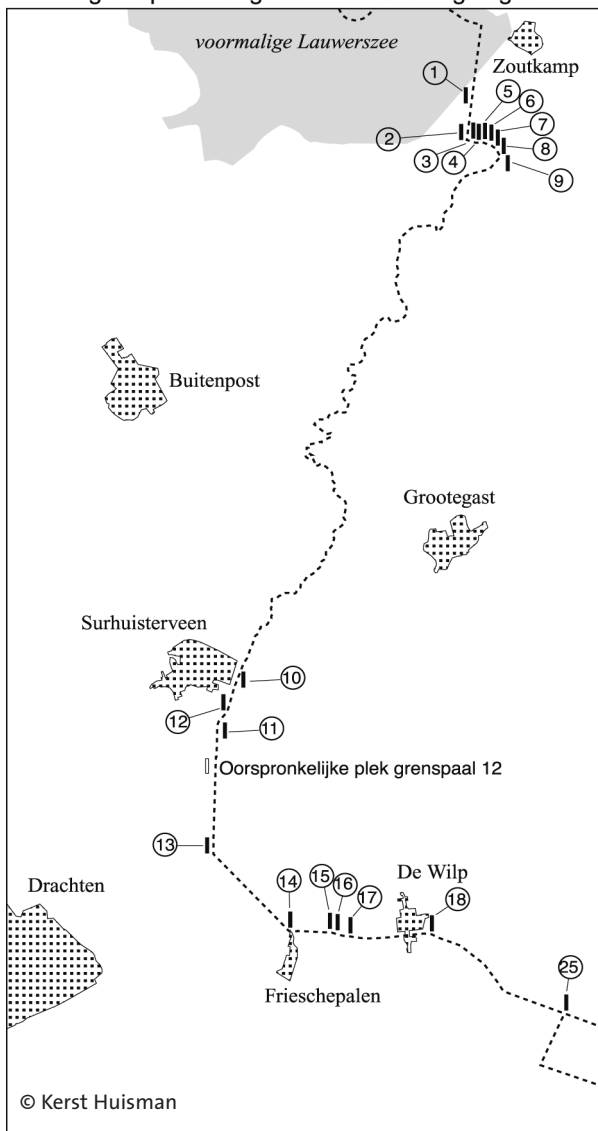 voormalige Lauwerszee
Zoutkamp
1
5
6
2
7
3
4
8
9
Buitenpost
Grootegast
Surhuisterveen
10
12
11
Oorspronkelijke plek grenspaal 12
13
De Wilp
Drachten
14
15
16
17
18
Frieschepalen
25
© Kerst Huisman